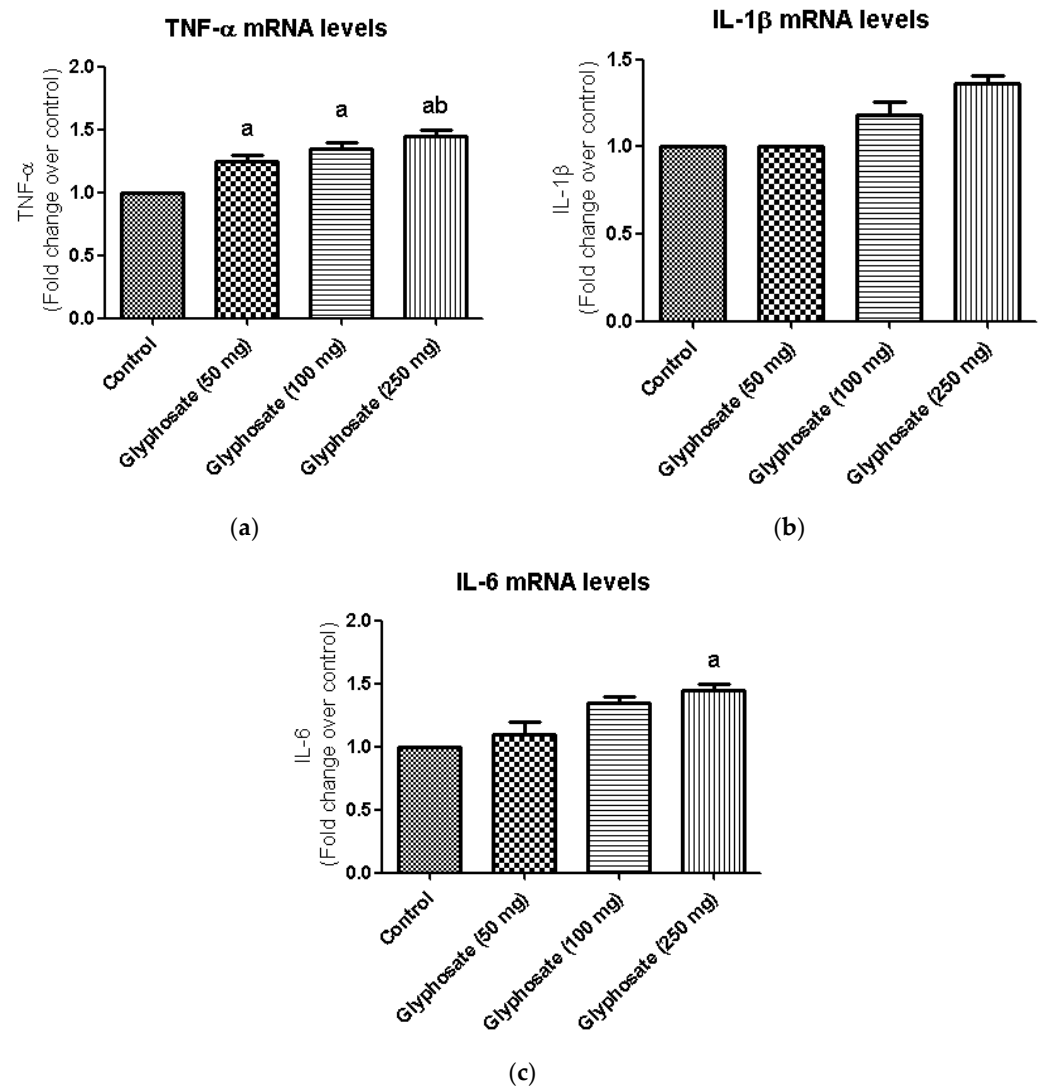 TNF-α mRNA levels
TNF-α
(Fold change over control)
2.0
1.5
1.0
0.5
0.0
a
a
ab
Control
Glyphosate (50 mg)
Glyphosate (100 mg)
Glyphosate (250 mg)
(a)
IL-1β mRNA levels
IL-1β
(Fold change over control)
1.5
1.0
0.5
0.0
Control
Glyphosate (50 mg)
Glyphosate (100 mg)
Glyphosate (250 mg)
(b)
IL-6 mRNA levels
IL-6
(Fold change over control)
2.0
1.5
1.0
0.5
0.0
a
Control
Glyphosate (50 mg)
Glyphosate (100 mg)
Glyphosate (250 mg)
(c)